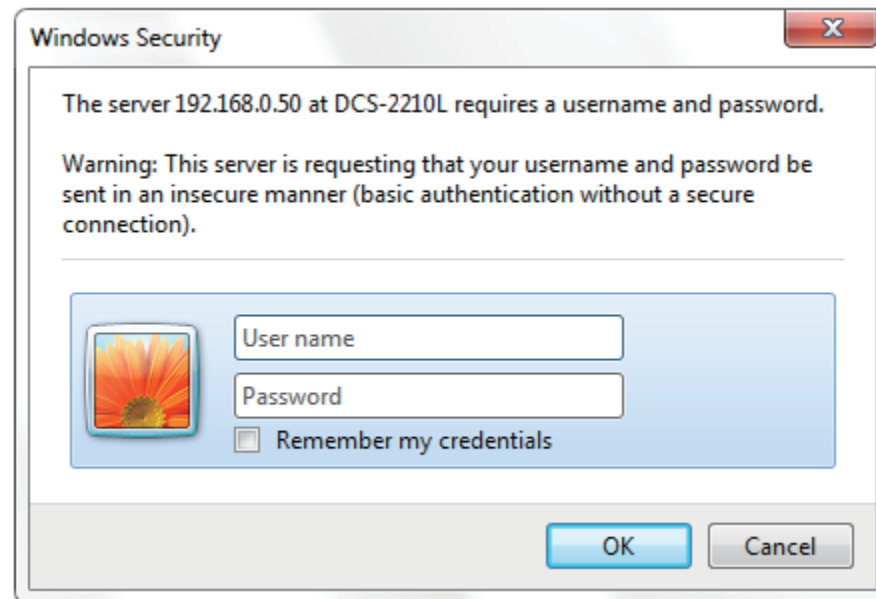 Windows Security
The server 192.168.0.50 at DCS-2210L requires a username and password.
Warning: This server is requesting that your username and password be
sent in an insecure manner (basic authentication without a secure
connection).
User name
Password
Remember my credentials
OK
Cancel